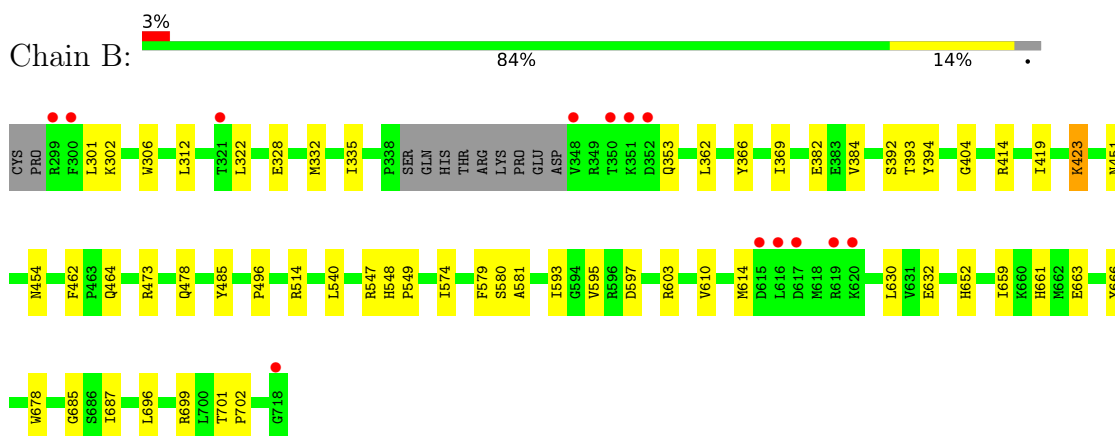 3%
Chain B:
84% 14% •
CYS PRO R299 F300 L301 K302 W306 L312 T321 L322 E328 M332 I335 P338 SER GLN HIS THR ARG LYS PRO GLU ASP V348 R349 T350 K351 D352 Q353 L362 Y366 I369 E382 E383 V384 S392 T393 Y394 G404 R414 I419 K423 N451
N454 F462 P463 Q464 R473 Q478 Y485 P496 R514 L540 R547 H548 P549 I574 F579 S580 A581 I593 G594 V595 R596 D597 R603 V610 M614 D615 L616 D617 M618 R619 K620 L630 V631 E632 H652 I659 K660 H661 M662 E663 Y666
W678 G685 S686 I687 L696 R699 L700 T701 P702 G718